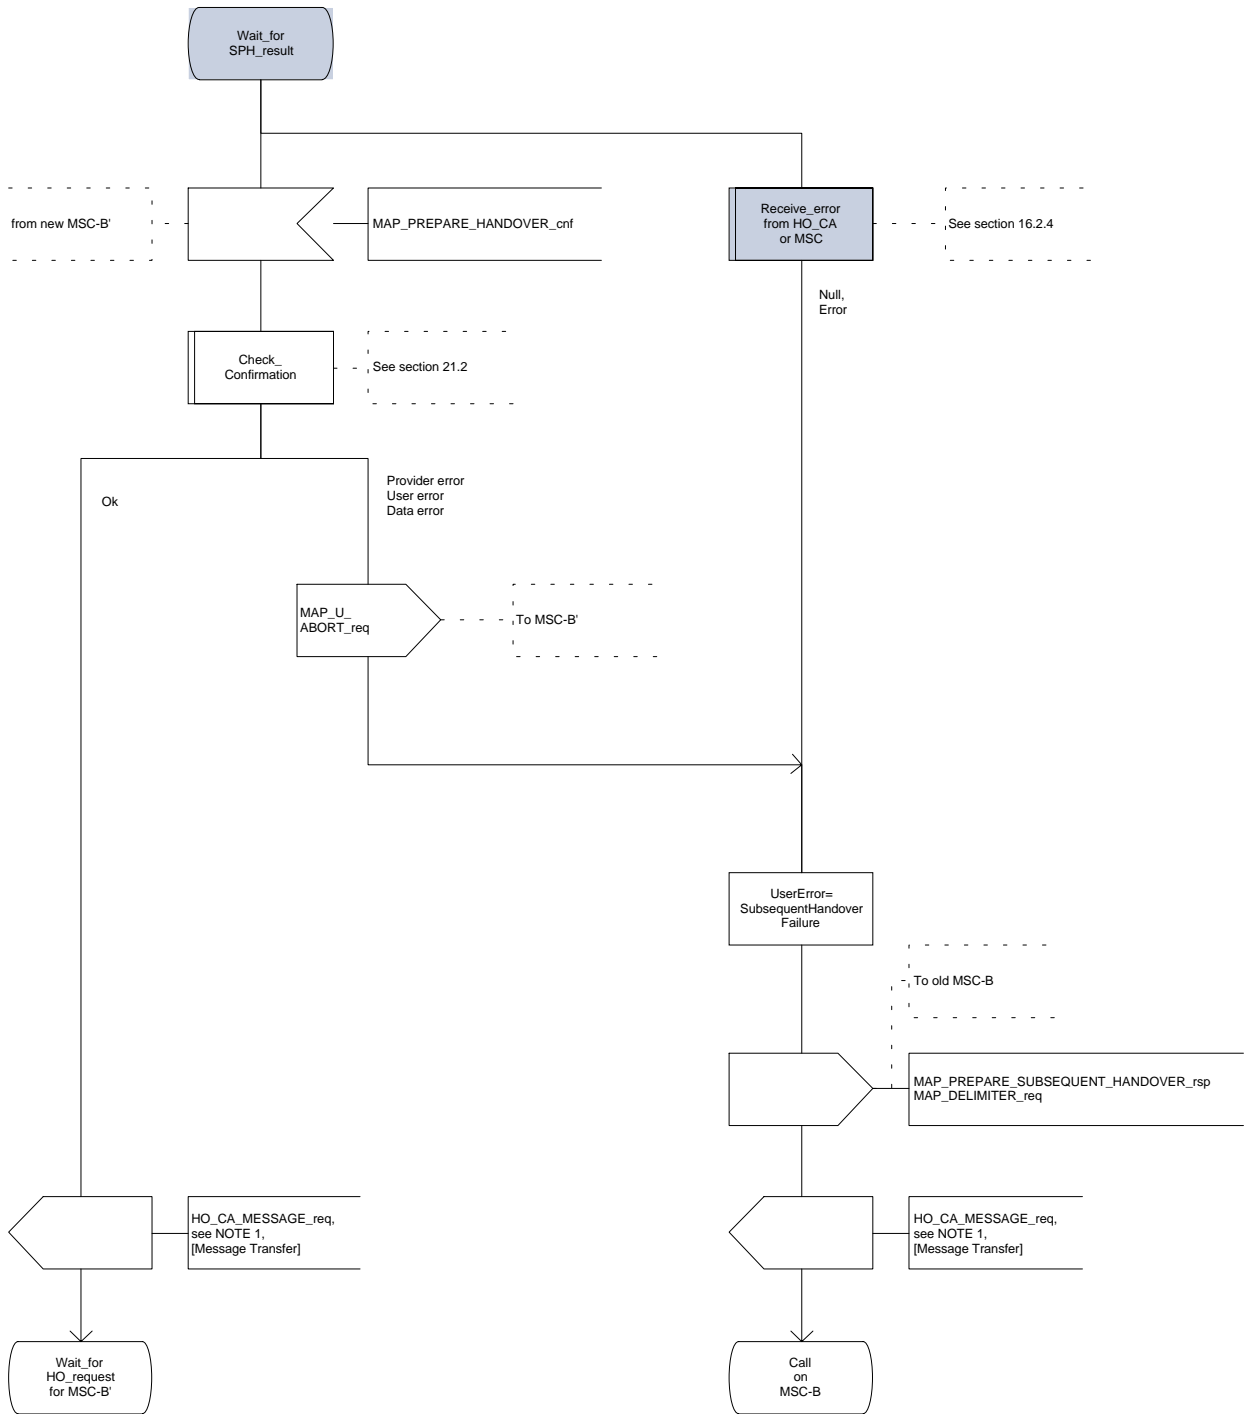 Wait_for
SPH_result
from new MSC-B'
MAP_PREPARE_HANDOVER_cnf
Receive_error
from HO_CA
or MSC
See section 16.2.4
Null,
Error
Check_
Confirmation
See section 21.2
Ok
Provider error
User error
Data error
MAP_U_
ABORT_req
To MSC-B'
UserError=
SubsequentHandover
Failure
To old MSC-B
MAP_PREPARE_SUBSEQUENT_HANDOVER_rsp
MAP_DELIMITER_req
HO_CA_MESSAGE_req,
see NOTE 1,
[Message Transfer]
HO_CA_MESSAGE_req,
see NOTE 1,
[Message Transfer]
Wait_for
HO_request
for MSC-B'
Call
on
MSC-B